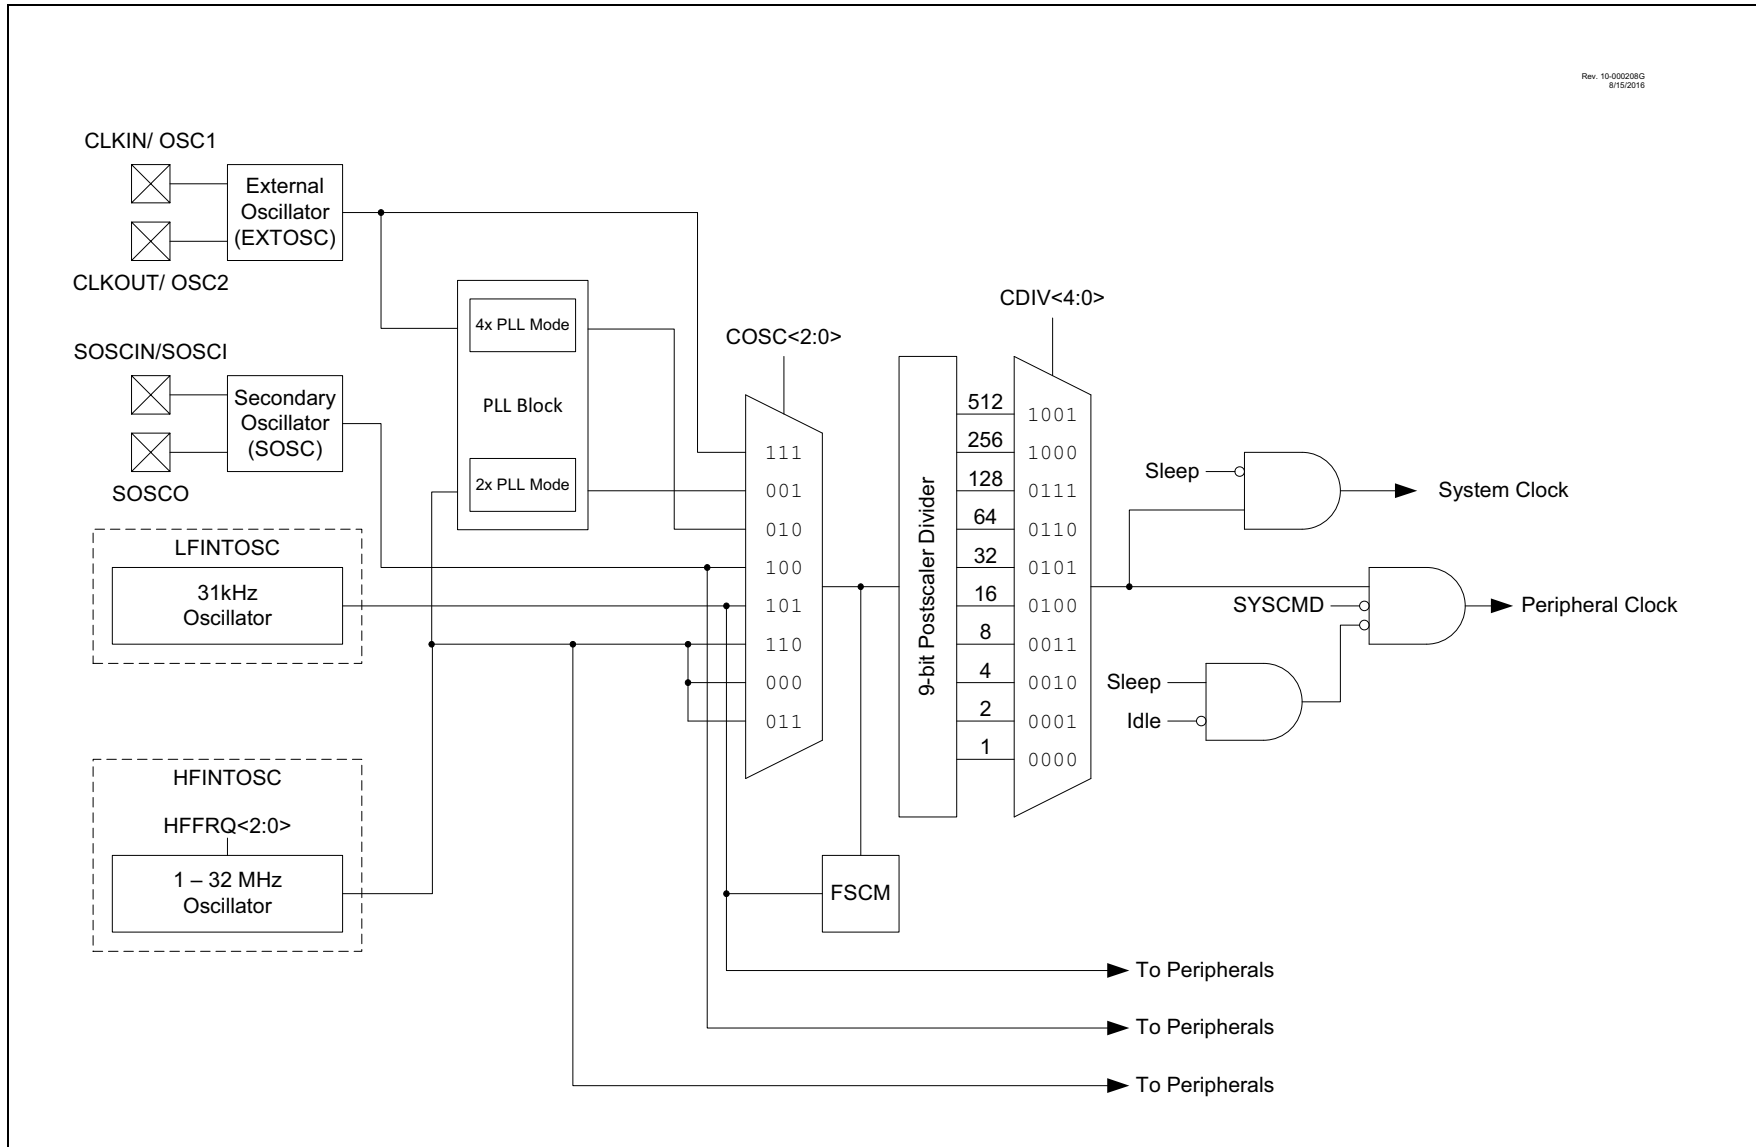 Rev. 10-000208G
8/15/2016
CLKIN/ OSC1
External
Oscillator
(EXTOSC)
CLKOUT/ OSC2
SOSCIN/SOSCI
Secondary
Oscillator
(SOSC)
SOSCO
LFINTOSC
31kHz
Oscillator
HFINTOSC
HFFRQ<2:0>
1 – 32 MHz
Oscillator
4x PLL Mode
PLL Block
2x PLL Mode
COSC<2:0>
111
001
010
100
101
110
000
011
FSCM
9-bit Postscaler Divider
512
256
128
64
32
16
8
4
2
1
CDIV<4:0>
1001
1000
0111
0110
0101
0100
0011
0010
0001
0000
Sleep
System Clock
SYSCMD
Peripheral Clock
Sleep
Idle
To Peripherals
To Peripherals
To Peripherals